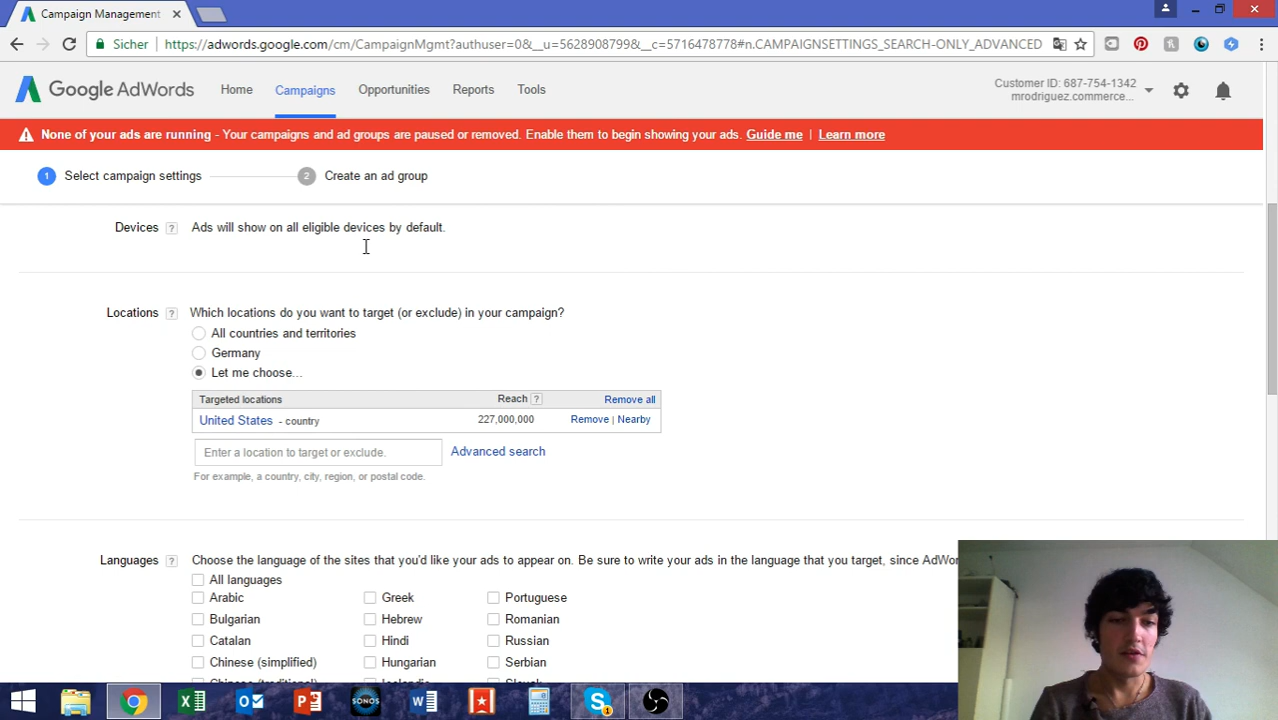 Campaign Management
Sicher https://adwords.google.com/cm/CampaignMgmt?authuser=0&__u=5628908799&__c=5716478778#n.CAMPAIGNSETTINGS_SEARCH-ONLY_ADVANCED
Google AdWords Home Campaigns Opportunities Reports Tools
Customer ID: 687-754-1342
mrodriguez.commerce...
None of your ads are running - Your campaigns and ad groups are paused or removed. Enable them to begin showing your ads. Guide me | Learn more
1 Select campaign settings 2 Create an ad group
Devices ? Ads will show on all eligible devices by default.
Locations ? Which locations do you want to target (or exclude) in your campaign?
All countries and territories
Germany
Let me choose...
Targeted locations Reach ? Remove all
United States - country 227,000,000 Remove | Nearby
Enter a location to target or exclude. Advanced search
For example, a country, city, region, or postal code.
Languages ? Choose the language of the sites that you'd like your ads to appear on. Be sure to write your ads in the language that you target, since AdWor
All languages
Arabic Greek Portuguese
Bulgarian Hebrew Romanian
Catalan Hindi Russian
Chinese (simplified) Hungarian Serbian
SONOS